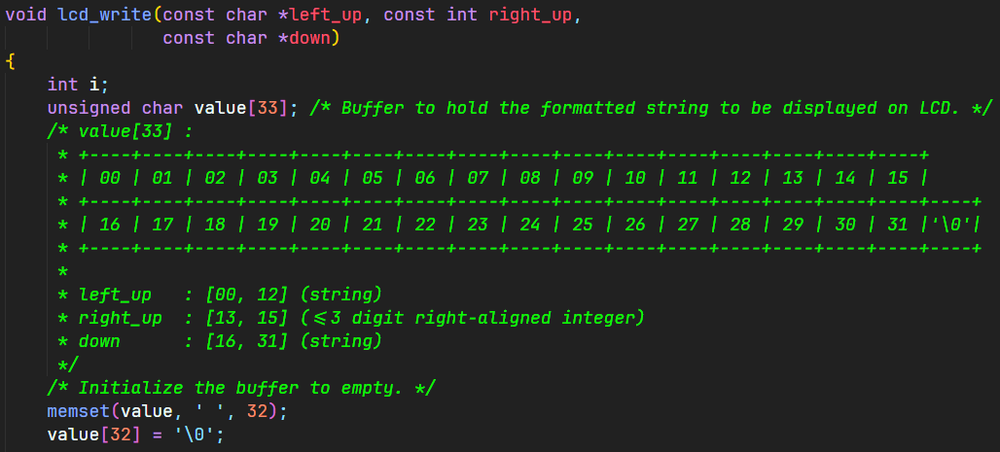 void lcd_write(const char *left_up, const int right_up,
               const char *down)
{
    int i;
    unsigned char value[33]; /* Buffer to hold the formatted string to be displayed on LCD. */
    /* value[33] :
     * +----+----+----+----+----+----+----+----+----+----+----+----+----+----+----+----+
     * | 00 | 01 | 02 | 03 | 04 | 05 | 06 | 07 | 08 | 09 | 10 | 11 | 12 | 13 | 14 | 15 |
     * +----+----+----+----+----+----+----+----+----+----+----+----+----+----+----+----+----+
     * | 16 | 17 | 18 | 19 | 20 | 21 | 22 | 23 | 24 | 25 | 26 | 27 | 28 | 29 | 30 | 31 |'\0'|
     * +----+----+----+----+----+----+----+----+----+----+----+----+----+----+----+----+----+
     *
     * left_up   : [00, 12] (string)
     * right_up  : [13, 15] (<=3 digit right-aligned integer)
     * down      : [16, 31] (string)
     */
    /* Initialize the buffer to empty. */
    memset(value, ' ', 32);
    value[32] = '\0';